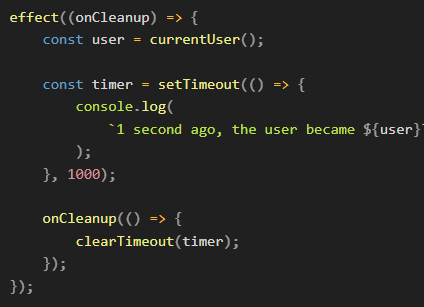 effect((onCleanup) => {
    const user = currentUser();

    const timer = setTimeout(() => {
        console.log(
            `1 second ago, the user became ${user}`
        );
    }, 1000);

    onCleanup(() => {
        clearTimeout(timer);
    });
});